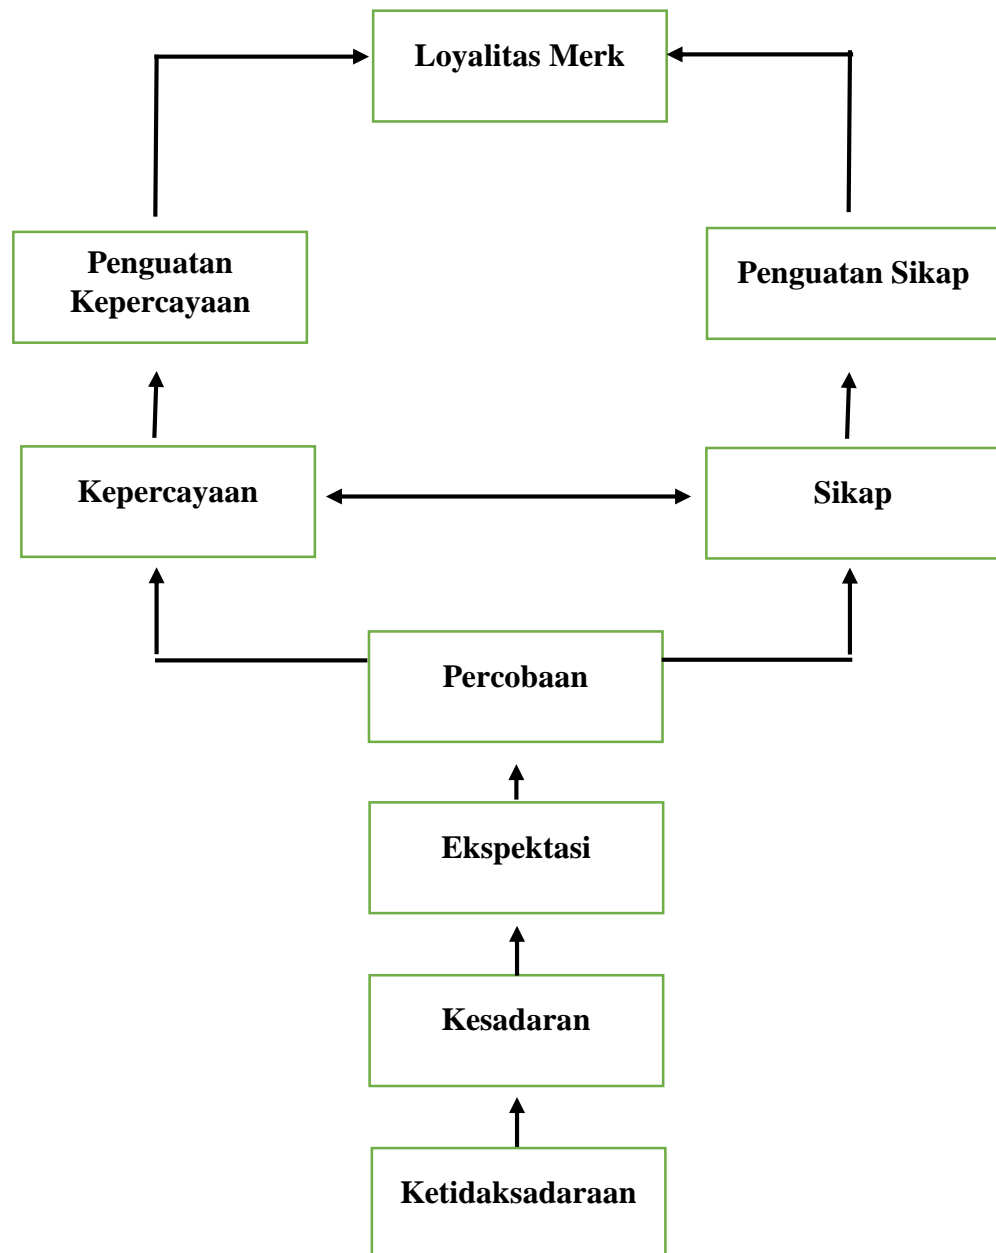 Loyalitas Merk
Penguatan
Kepercayaan
Penguatan Sikap
Kepercayaan
Sikap
Percobaan
Ekspektasi
Kesadaran
Ketidaksadaraan